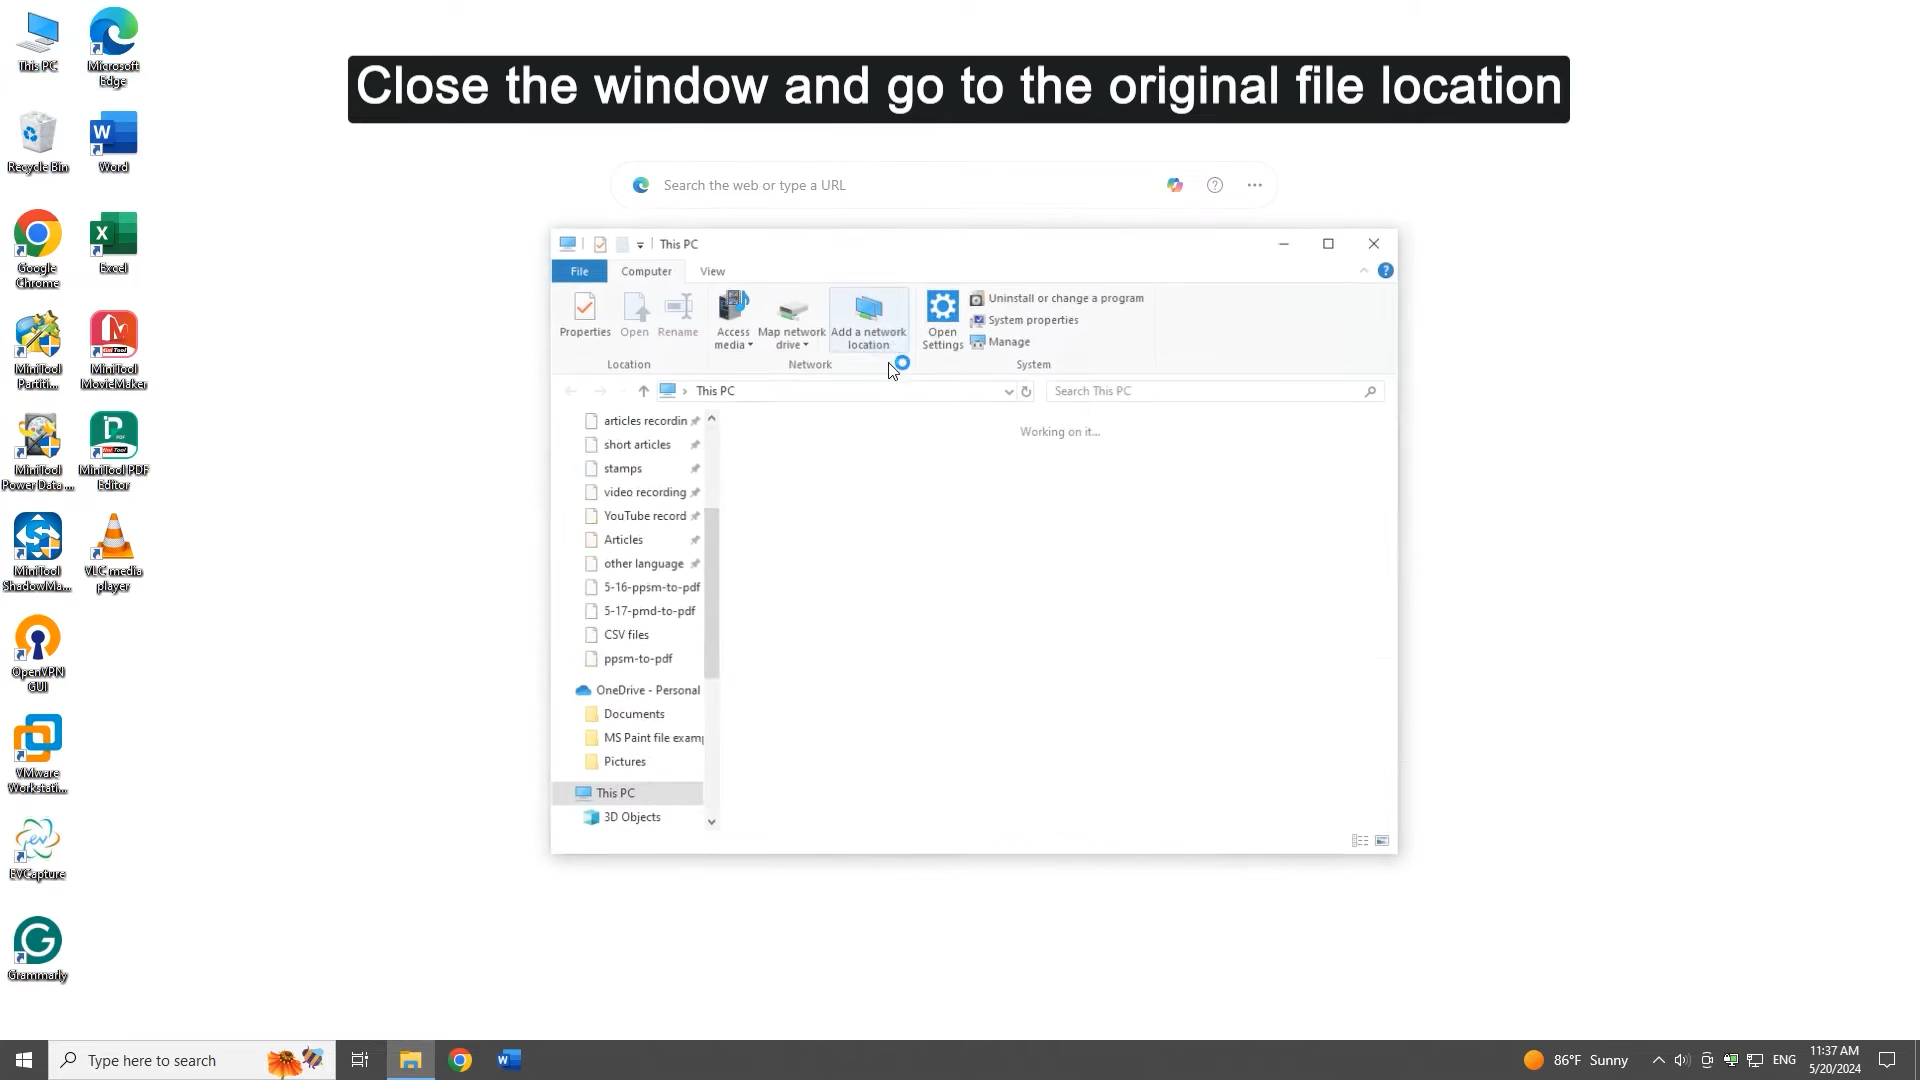 Close the window and go to the original file location
This PC
Microsoft
Edge
Recycle Bin
Word
Google
Chrome
Excel
MiniTool
Partiti...
MiniTool
MovieMaker
MiniTool
Power Data ...
MiniTool PDF
Editor
MiniTool
ShadowMa...
VLC media
player
OpenVPN
GUI
VMware
Workstati...
EVCapture
Grammarly
Search the web or type a URL
This PC
File
Computer
View
Properties
Open
Rename
Access
media
Map network
drive
Add a network
location
Open
Settings
Uninstall or change a program
System properties
Manage
Location
Network
System
This PC
Search This PC
Working on it...
articles recordin
short articles
stamps
video recording
YouTube record
Articles
other language
5-16-ppsm-to-pdf
5-17-pmd-to-pdf
CSV files
ppsm-to-pdf
OneDrive - Personal
Documents
MS Paint file examp
Pictures
This PC
3D Objects
Type here to search
86°F Sunny
ENG
11:37 AM
5/20/2024